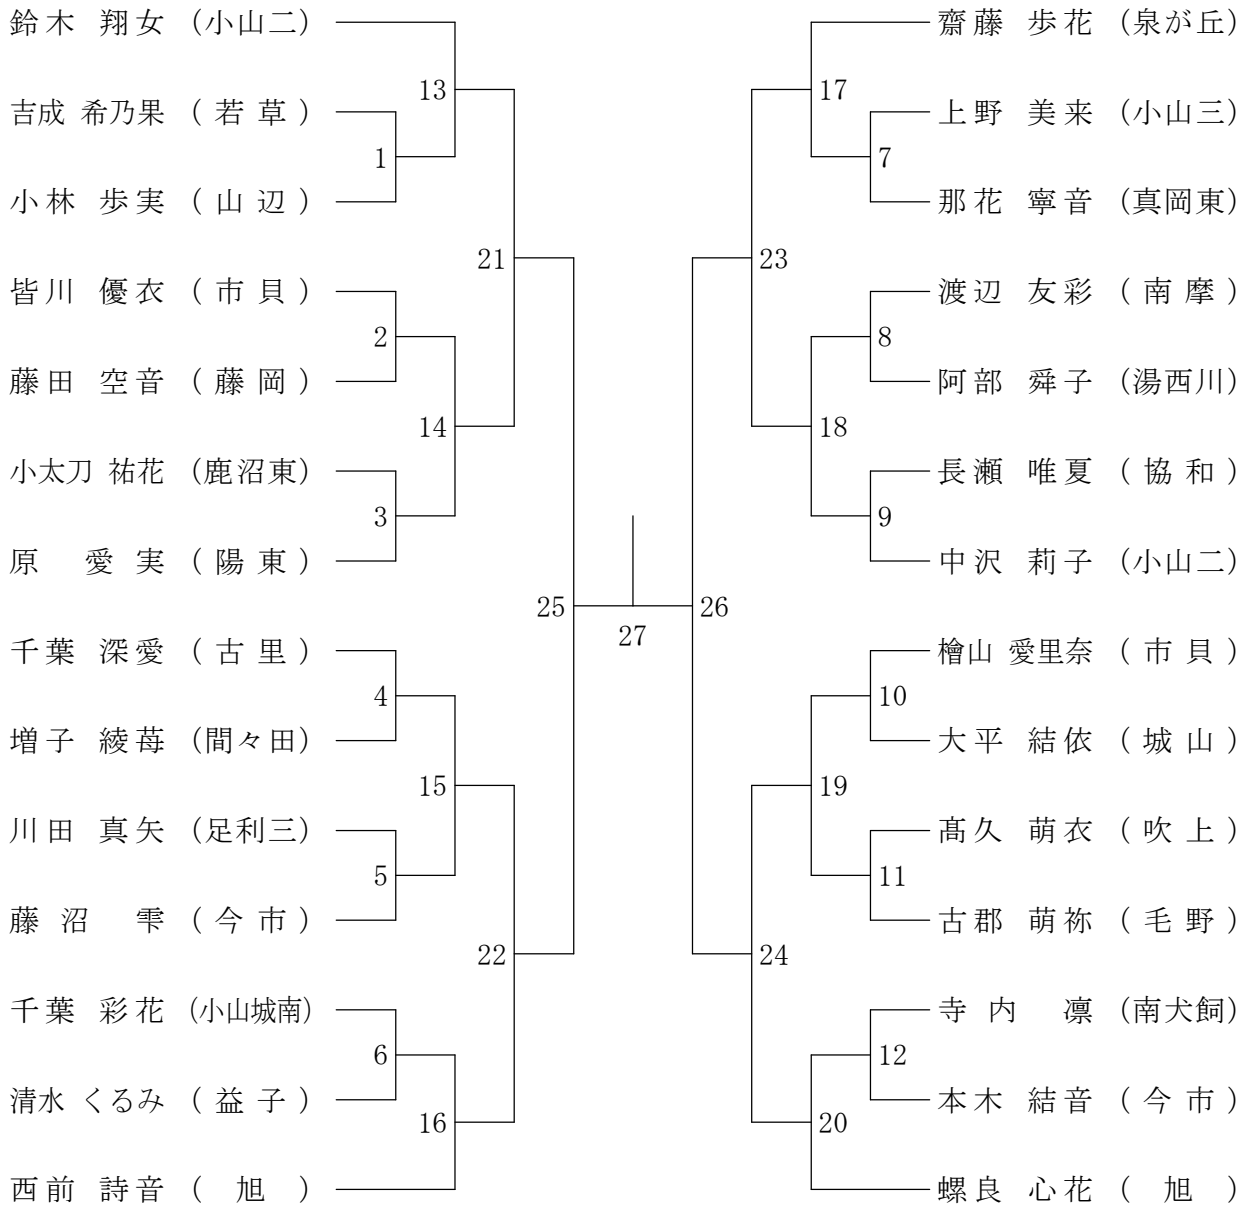 鈴木 翔女 (小山二)
13
吉成 希乃果 (若草)
1
小林 歩実 (山辺)
21
皆川 優衣 (市貝)
2
藤田 空音 (藤岡)
14
小太刀 祐花 (鹿沼東)
3
原 愛実 (陽東)
25
千葉 深愛 (古里)
4
増子 綾苺 (間々田)
15
川田 真矢 (足利三)
5
藤沼 雫 (今市)
22
千葉 彩花 (小山城南)
6
清水 くるみ (益子)
16
西前 詩音 (旭)
27
齋藤 歩花 (泉が丘)
17
上野 美来 (小山三)
7
那花 寧音 (真岡東)
23
渡辺 友彩 (南摩)
8
阿部 舜子 (湯西川)
18
長瀬 唯夏 (協和)
9
中沢 莉子 (小山二)
26
檜山 愛里奈 (市貝)
10
大平 結依 (城山)
19
髙久 萌衣 (吹上)
11
古郡 萌祢 (毛野)
24
寺内 凛 (南犬飼)
12
本木 結音 (今市)
20
螺良 心花 (旭)